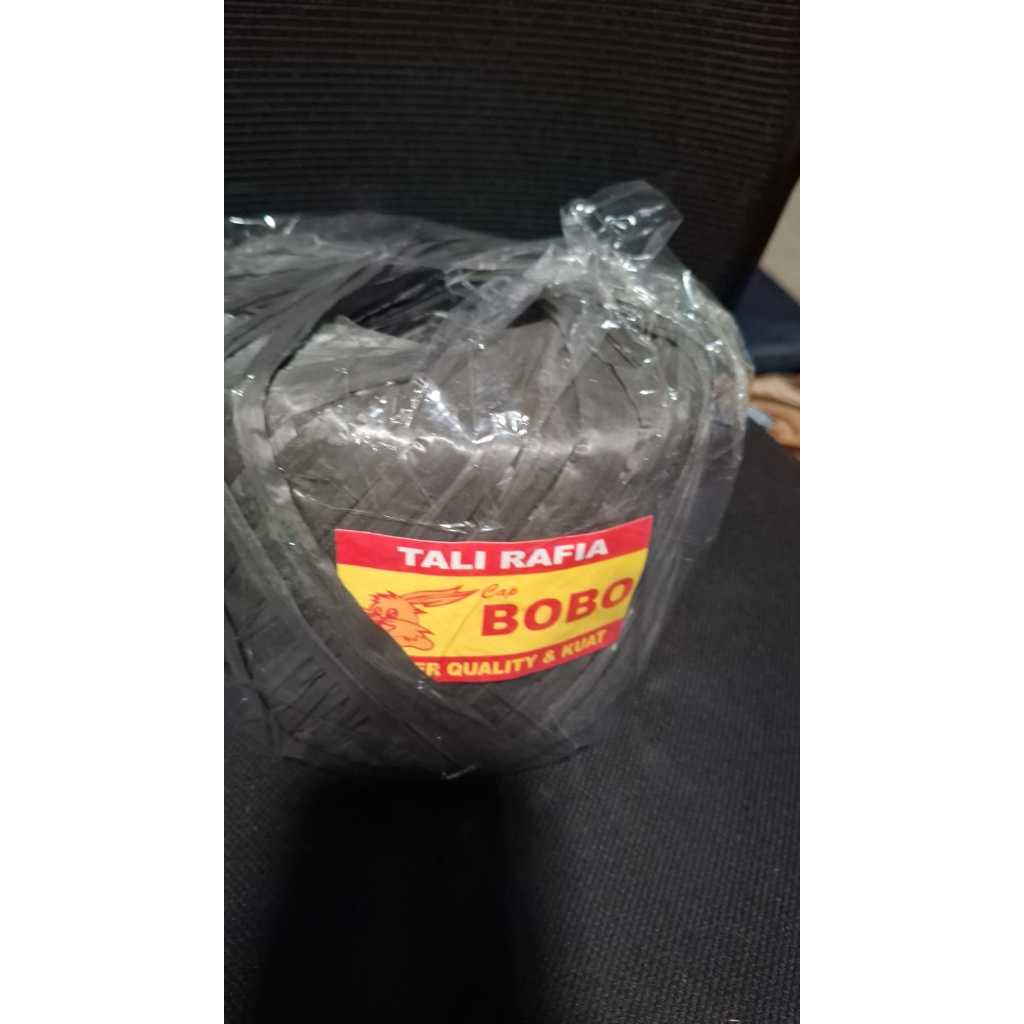 TALI RAFIA
Cap
BOBO
QUALITY & KUAT